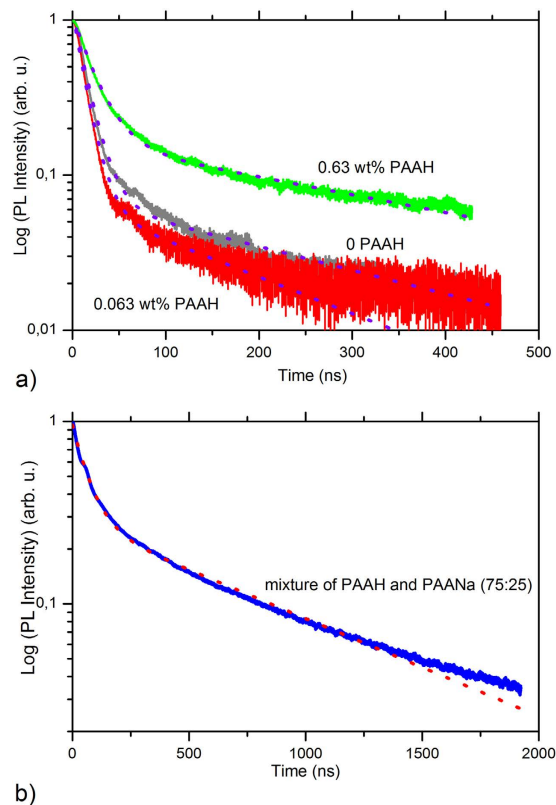 1
0,1
0,01
Log (PL Intensity) (arb. u.)
0.63 wt% PAAH
0 PAAH
0.063 wt% PAAH
0
100
200
300
400
500
Time (ns)
a)
1
0,1
Log (PL Intensity) (arb. u.)
mixture of PAAH and PAANa (75:25)
0
500
1000
1500
2000
Time (ns)
b)